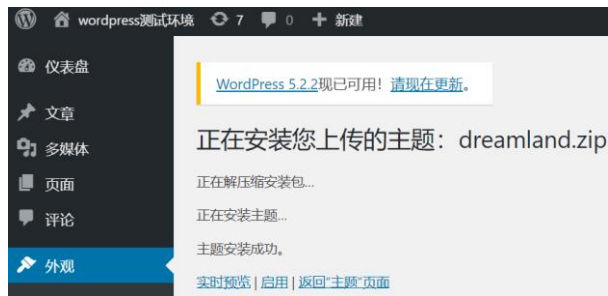 wordpress测试环境 7 0 新建
仪表盘
WordPress 5.2.2现已可用！请现在更新。
文章
正在安装您上传的主题：dreamland.zip
多媒体
页面
正在解压缩安装包...
评论
正在安装主题...
主题安装成功。
外观
实时预览 | 启用 | 返回“主题”页面